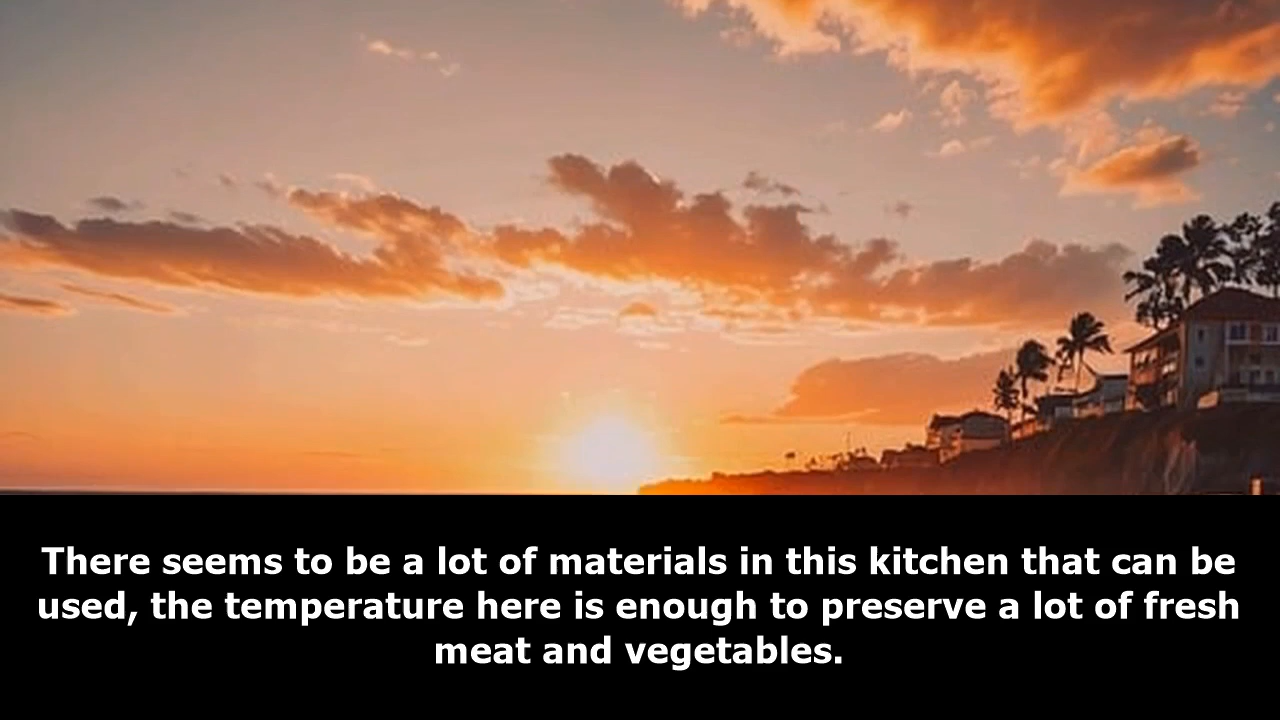 There seems to be a lot of materials in this kitchen that can be
used, the temperature here is enough to preserve a lot of fresh
meat and vegetables.